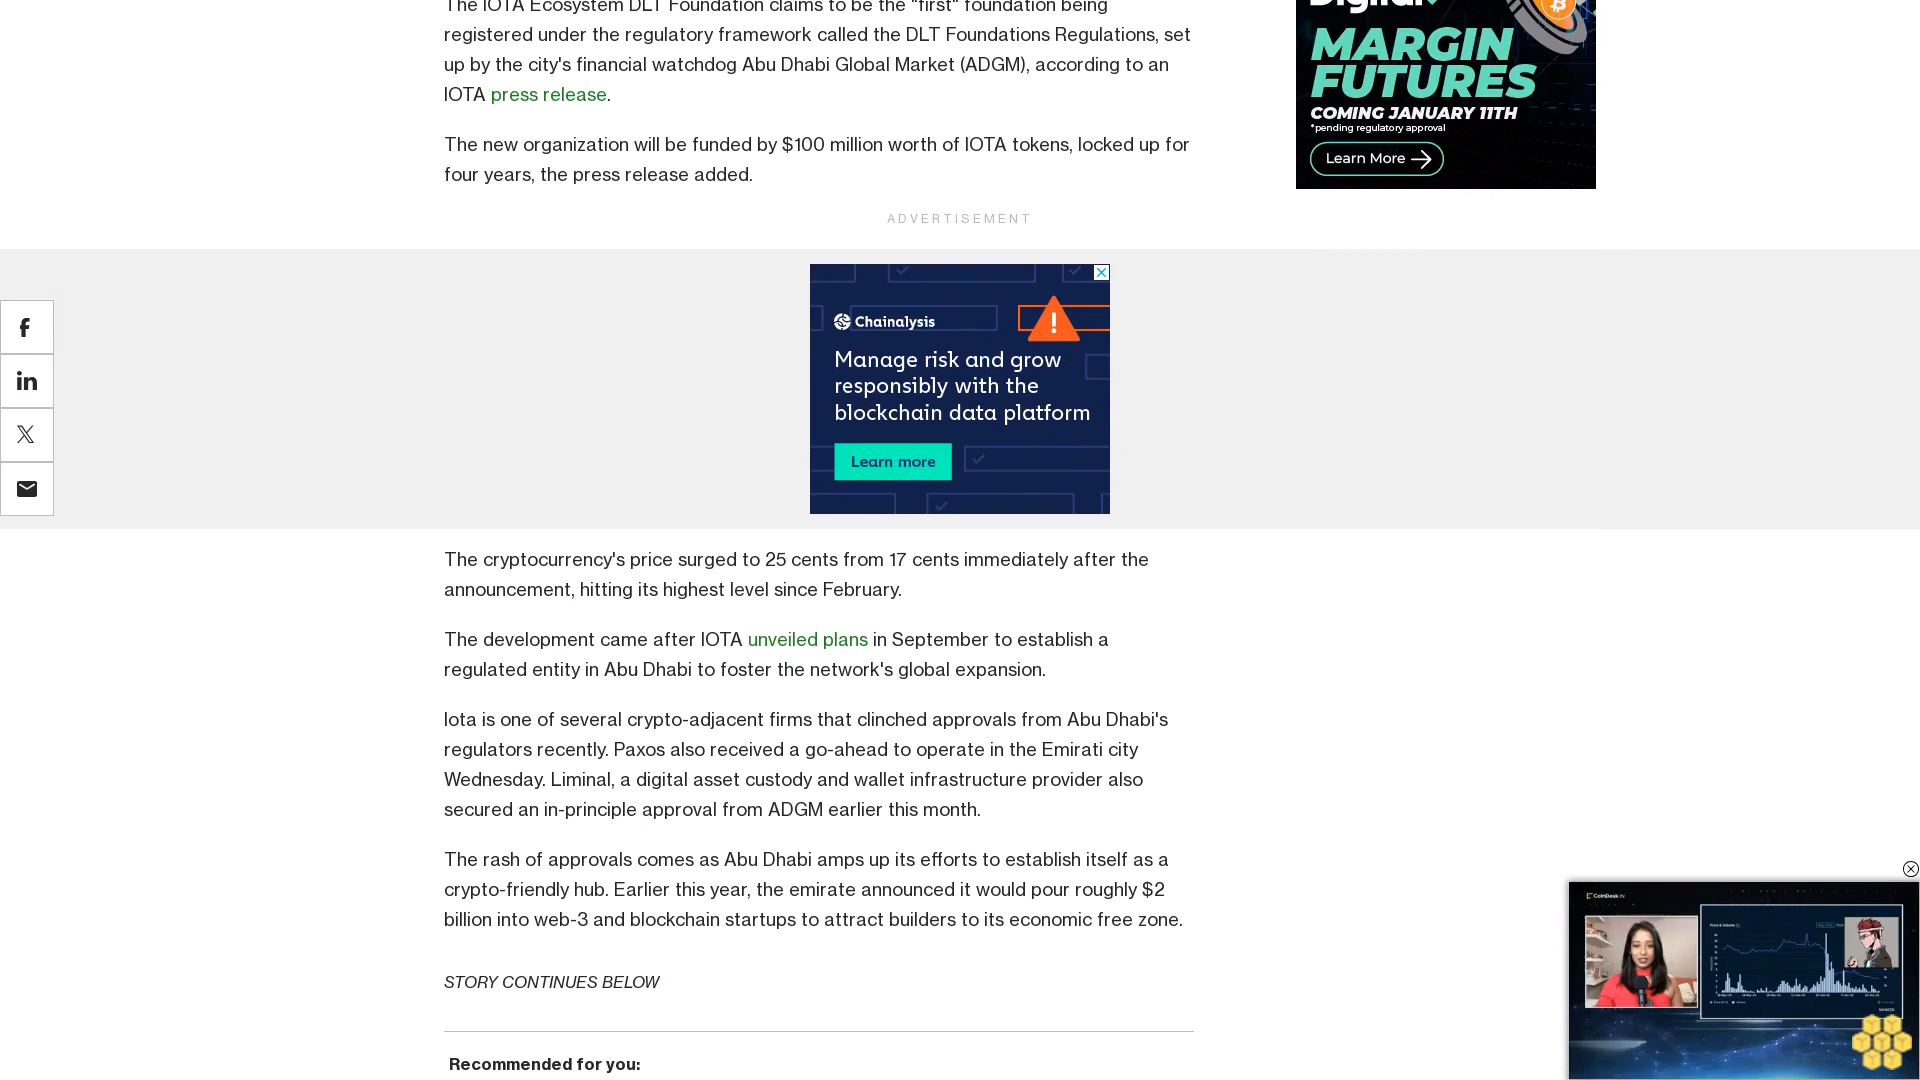 The IOTA Ecosystem DLT Foundation claims to be the "first" foundation being
registered under the regulatory framework called the DLT Foundations Regulations, set
up by the city's financial watchdog Abu Dhabi Global Market (ADGM), according to an
IOTA press release.
The new organization will be funded by $100 million worth of IOTA tokens, locked up for
four years, the press release added.
Digital
MARGIN
FUTURES
COMING JANUARY 11TH
*pending regulatory approval
Learn More
ADVERTISEMENT
Chainalysis
Manage risk and grow
responsibly with the
blockchain data platform
Learn more
The cryptocurrency's price surged to 25 cents from 17 cents immediately after the
announcement, hitting its highest level since February.
The development came after IOTA unveiled plans in September to establish a
regulated entity in Abu Dhabi to foster the network's global expansion.
Iota is one of several crypto-adjacent firms that clinched approvals from Abu Dhabi's
regulators recently. Paxos also received a go-ahead to operate in the Emirati city
Wednesday. Liminal, a digital asset custody and wallet infrastructure provider also
secured an in-principle approval from ADGM earlier this month.
The rash of approvals comes as Abu Dhabi amps up its efforts to establish itself as a
crypto-friendly hub. Earlier this year, the emirate announced it would pour roughly $2
billion into web-3 and blockchain startups to attract builders to its economic free zone.
STORY CONTINUES BELOW
Recommended for you:
CoinDesk.tv
Price & Volume